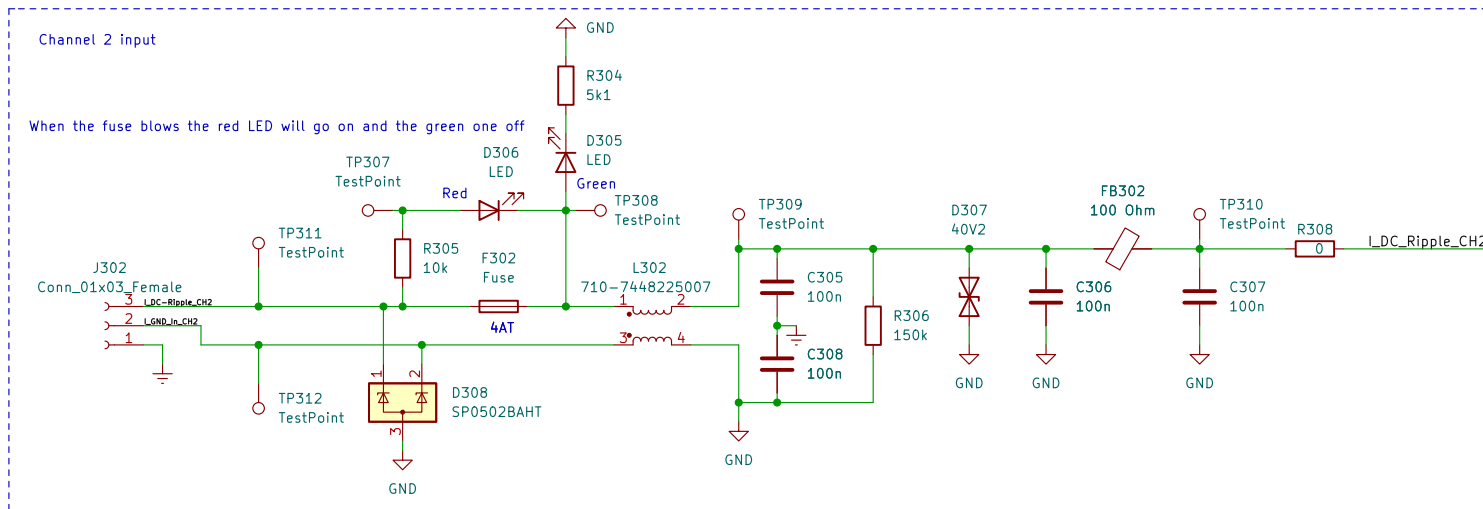 Channel 2 input
GND
R304
5k1
When the fuse blows the red LED will go on and the green one off
D305
LED
D306
LED
TP307
TestPoint
Red
Green
TP308
TestPoint
TP311
TestPoint
R305
10k
F302
Fuse
4AT
J302
Conn_01x03_Female
3
I_DC-Ripple_CH2
2
I_GND_In_CH2
1
L302
710-7448225007
1
2
3
4
TP309
TestPoint
C305
100n
C308
100n
R306
150k
D307
40V2
GND
C306
100n
GND
FB302
100 Ohm
TP310
TestPoint
R308
0
I_DC_Ripple_CH2
C307
100n
GND
TP312
TestPoint
1
2
3
D308
SP0502BAHT
GND
GND